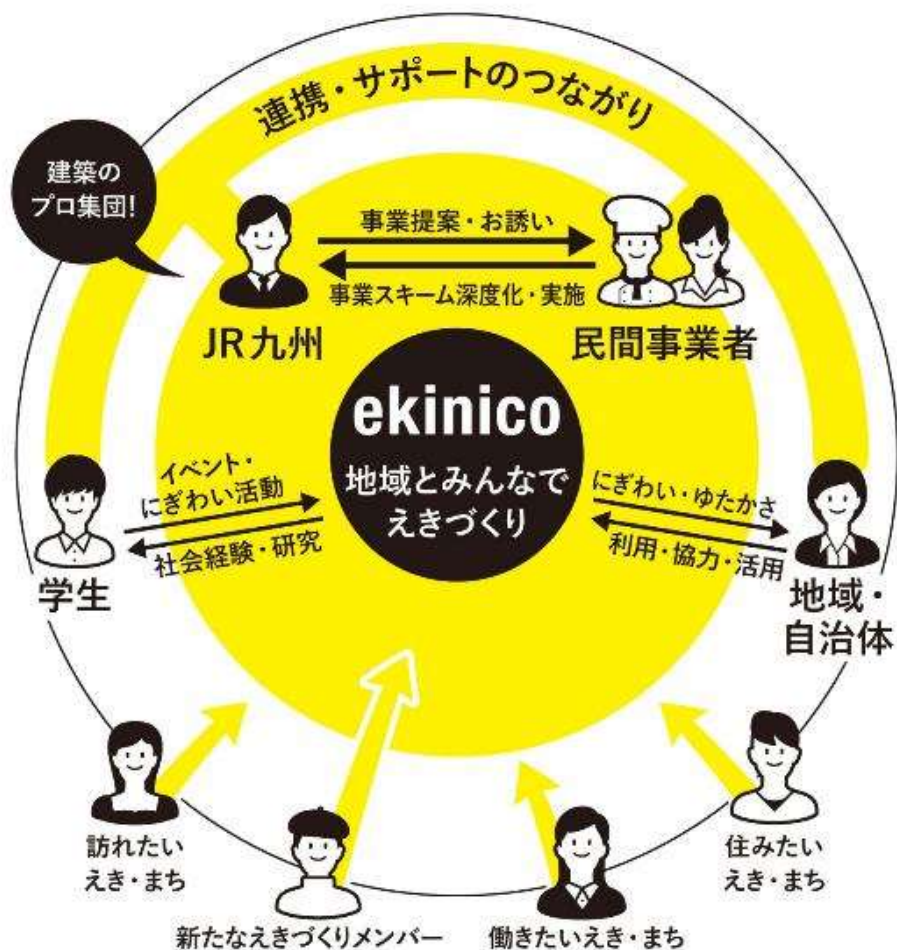 連携・サポートのつながり
建築の
プロ集団!
事業提案・お誘い
事業スキーム深度化・実施
JR九州
民間事業者
ekinico
地域とみんなで
えきづくり
イベント・
にぎわい活動
社会経験・研究
にぎわい・ゆたかさ
利用・協力・活用
学生
地域・
自治体
訪れたい
えき・まち
新たなえきづくりメンバー
働きたいえき・まち
住みたい
えき・まち